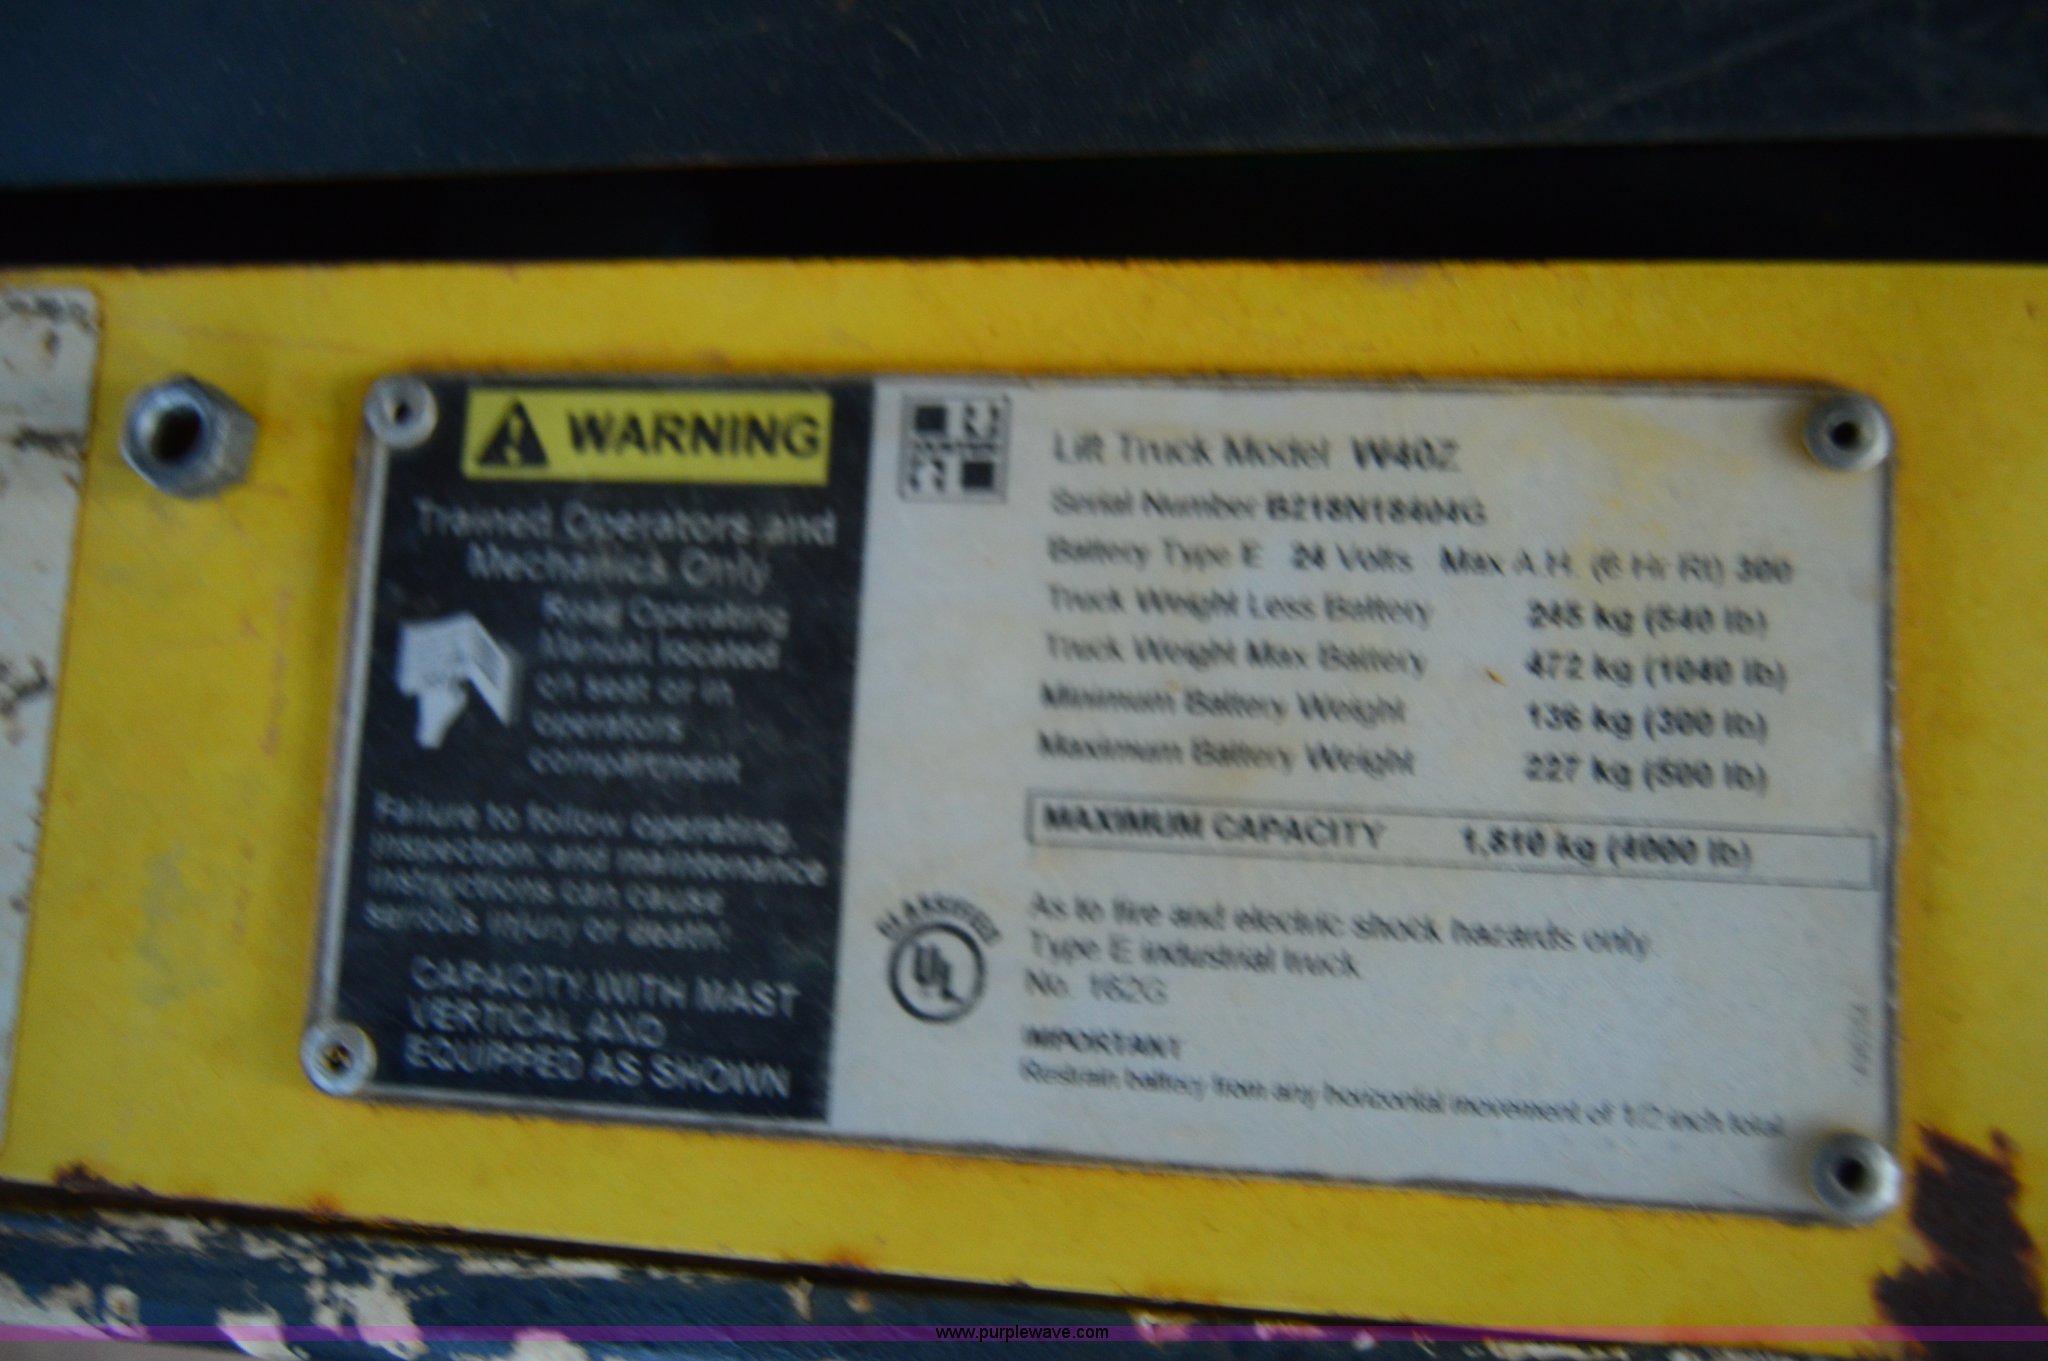 WARNING
Trained Operators and
Mechanics Only
Read Operating
Manual located
on seat or in
operators
compartment
Failure to follow operating,
inspection and maintenance
instructions can cause
serious injury or death!
CAPACITY WITH MAST
VERTICAL AND
EQUIPPED AS SHOWN
Lift Truck Model W40Z
Serial Number B218N18404G
Battery Type E 24 Volts Max A.H. (6 Hr Rt) 300
Truck Weight Less Battery 245 kg (540 lb)
Truck Weight Max Battery 472 kg (1040 lb)
Minimum Battery Weight 136 kg (300 lb)
Maximum Battery Weight 227 kg (500 lb)
MAXIMUM CAPACITY 1,810 kg (4000 lb)
CLASSIFIED
UL
As to fire and electric shock hazards only
Type E industrial truck
No. 162G
IMPORTANT
Restrain battery from any horizontal movement of 1/2 inch total.
www.purplewave.com